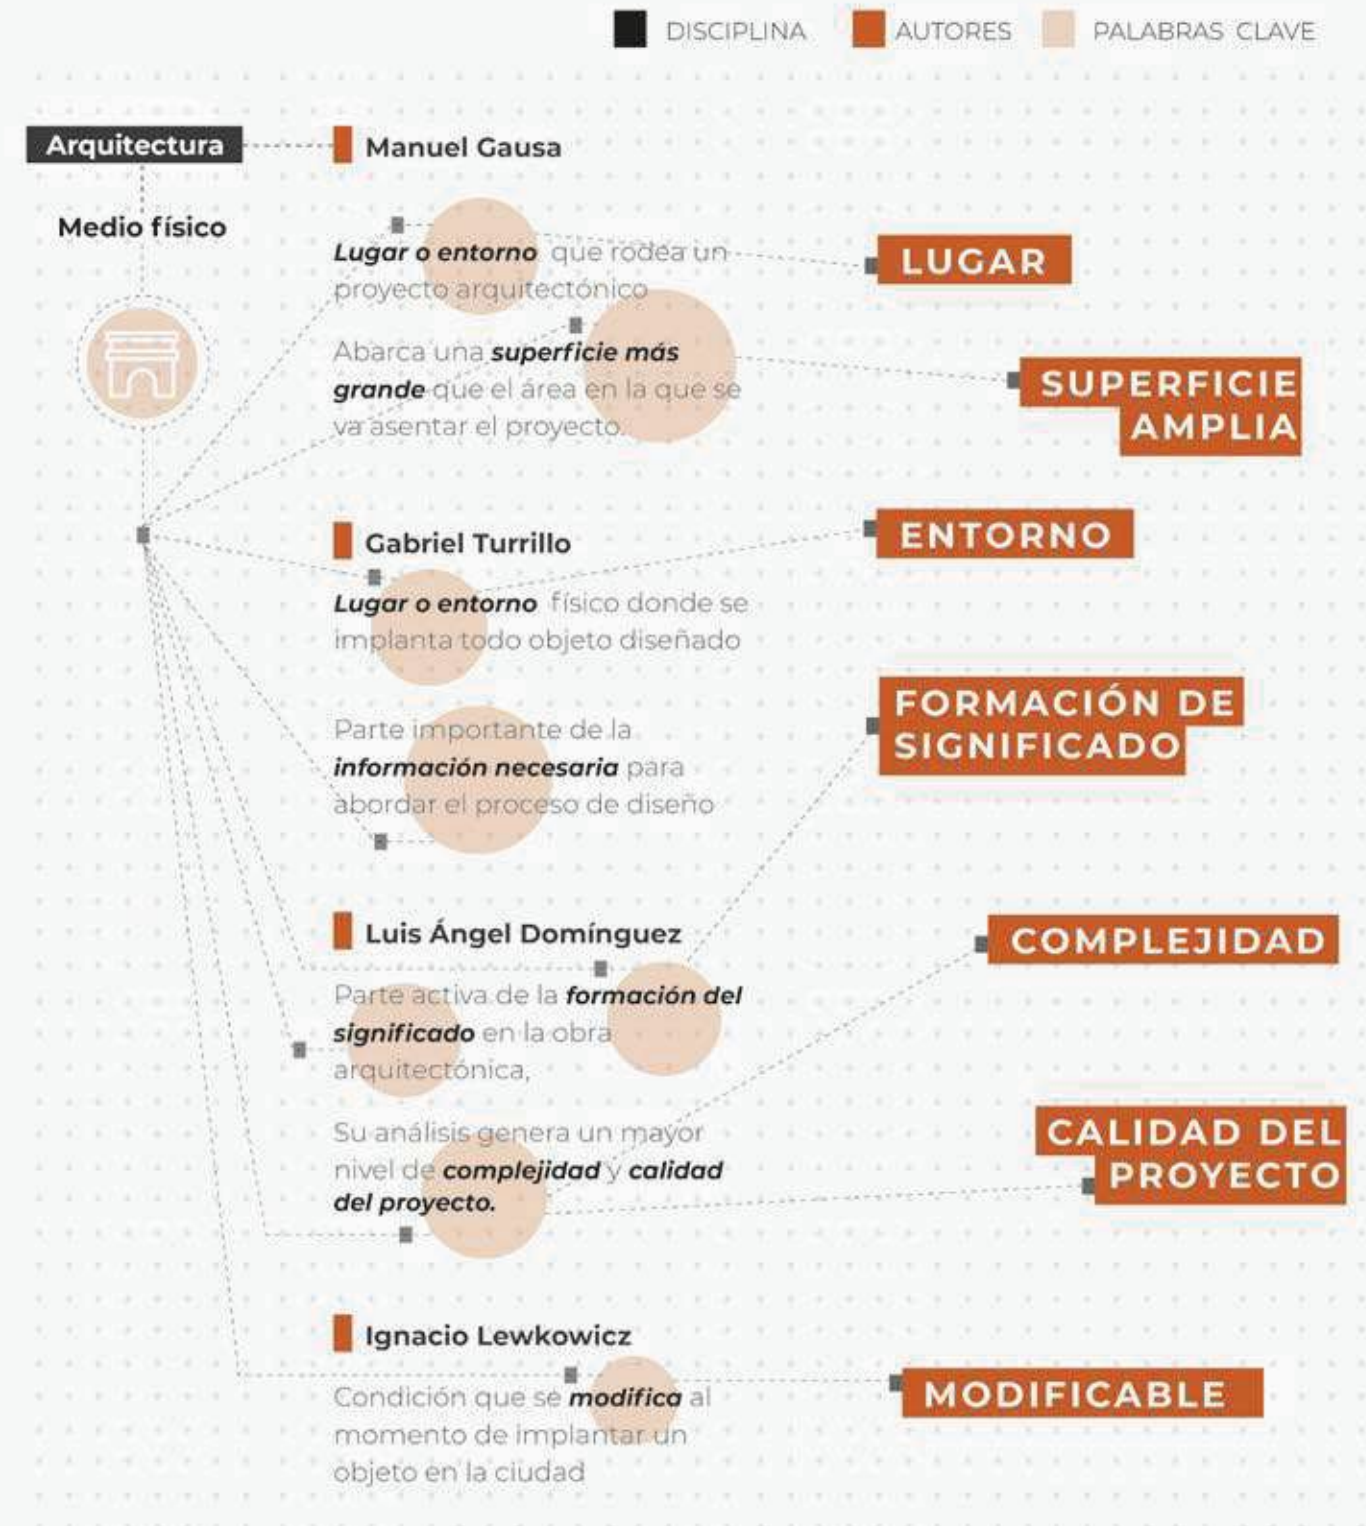 DISCIPLINA
AUTORES
PALABRAS CLAVE
Arquitectura
Medio físico
Manuel Gausa
Lugar o entorno que rodea un
proyecto arquitectónico
Abarca una superficie más
grande que el área en la que se
va asentar el proyecto.
LUGAR
SUPERFICIE
AMPLIA
Gabriel Turrillo
Lugar o entorno físico donde se
implanta todo objeto diseñado
Parte importante de la
información necesaria para
abordar el proceso de diseño
ENTORNO
FORMACIÓN DE
SIGNIFICADO
Luis Ángel Domínguez
Parte activa de la formación del
significado en la obra
arquitectónica,
Su análisis genera un mayor
nivel de complejidad y calidad
del proyecto.
COMPLEJIDAD
CALIDAD DEL
PROYECTO
Ignacio Lewkowicz
Condición que se modifica al
momento de implantar un
objeto en la ciudad
MODIFICABLE